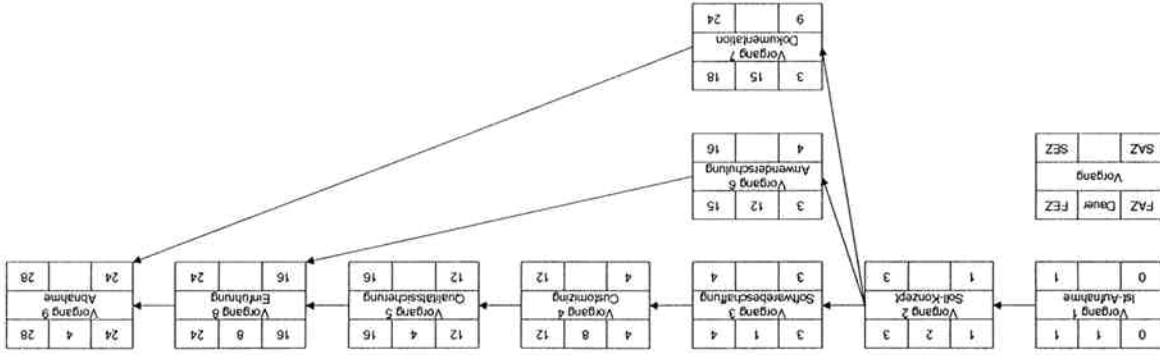 0 1 1
Vorgang 1
Ist-Aufnahme
0 1
1 2 3
Vorgang 2
Soll-Konzept
1 3
3 1 4
Vorgang 3
Softwarebeschaffung
3 4
4 8 12
Vorgang 4
Customizing
4 12
12 4 16
Vorgang 5
Qualitätssicherung
12 16
16 8 24
Vorgang 8
Einführung
16 24
24 4 28
Vorgang 9
Abnahme
24 28
FAZ Dauer FEZ
Vorgang
SAZ SEZ
3 12 15
Vorgang 6
Anwenderschulung
4 16
3 15 18
Vorgang 7
Dokumentation
9 24